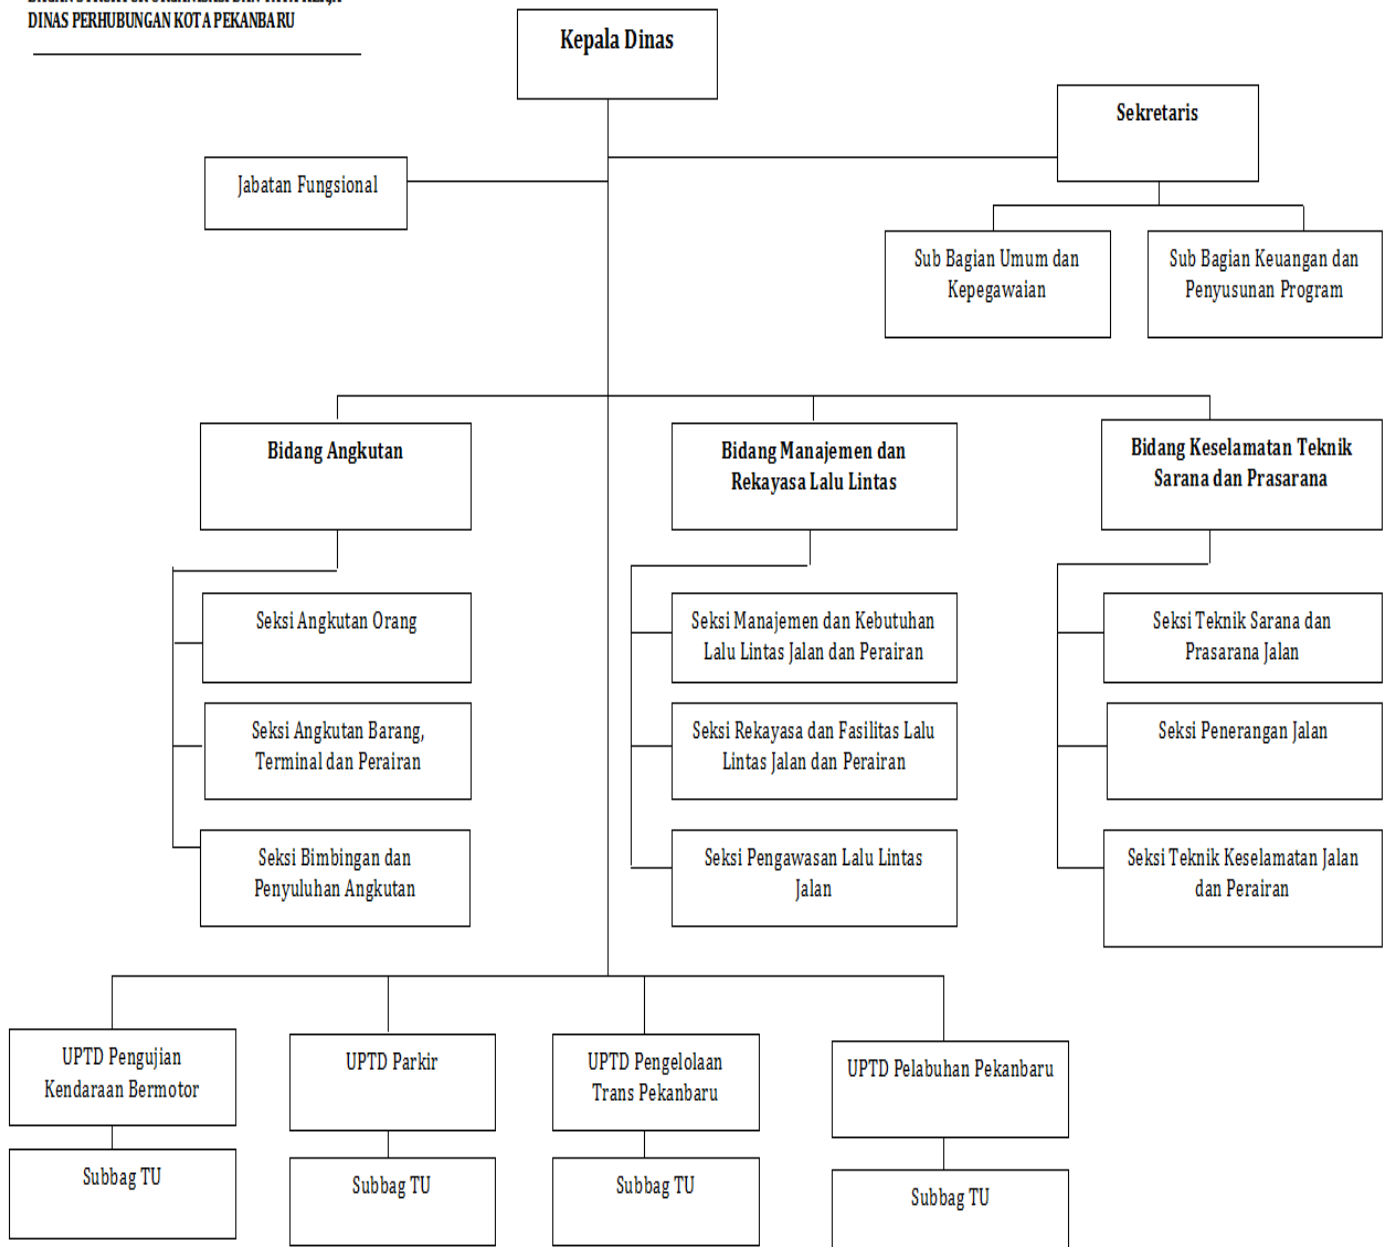 DINAS PERHUBUNGAN KOTA PEKANBARU
Kepala Dinas
Sekretaris
Jabatan Fungsional
Sub Bagian Umum dan
Kepegawaian
Sub Bagian Keuangan dan
Penyusunan Program
Bidang Angkutan
Bidang Manajemen dan
Rekayasa Lalu Lintas
Bidang Keselamatan Teknik
Sarana dan Prasarana
Seksi Angkutan Orang
Seksi Manajemen dan Kebutuhan
Lalu Lintas Jalan dan Perairan
Seksi Teknik Sarana dan
Prasarana Jalan
Seksi Angkutan Barang,
Terminal dan Perairan
Seksi Rekayasa dan Fasilitas Lalu
Lintas Jalan dan Perairan
Seksi Penerangan Jalan
Seksi Bimbingan dan
Penyuluhan Angkutan
Seksi Pengawasan Lalu Lintas
Jalan
Seksi Teknik Keselamatan Jalan
dan Perairan
UPTD Pengujian
Kendaraan Bermotor
UPTD Parkir
UPTD Pengelolaan
Trans Pekanbaru
UPTD Pelabuhan Pekanbaru
Subbag TU
Subbag TU
Subbag TU
Subbag TU